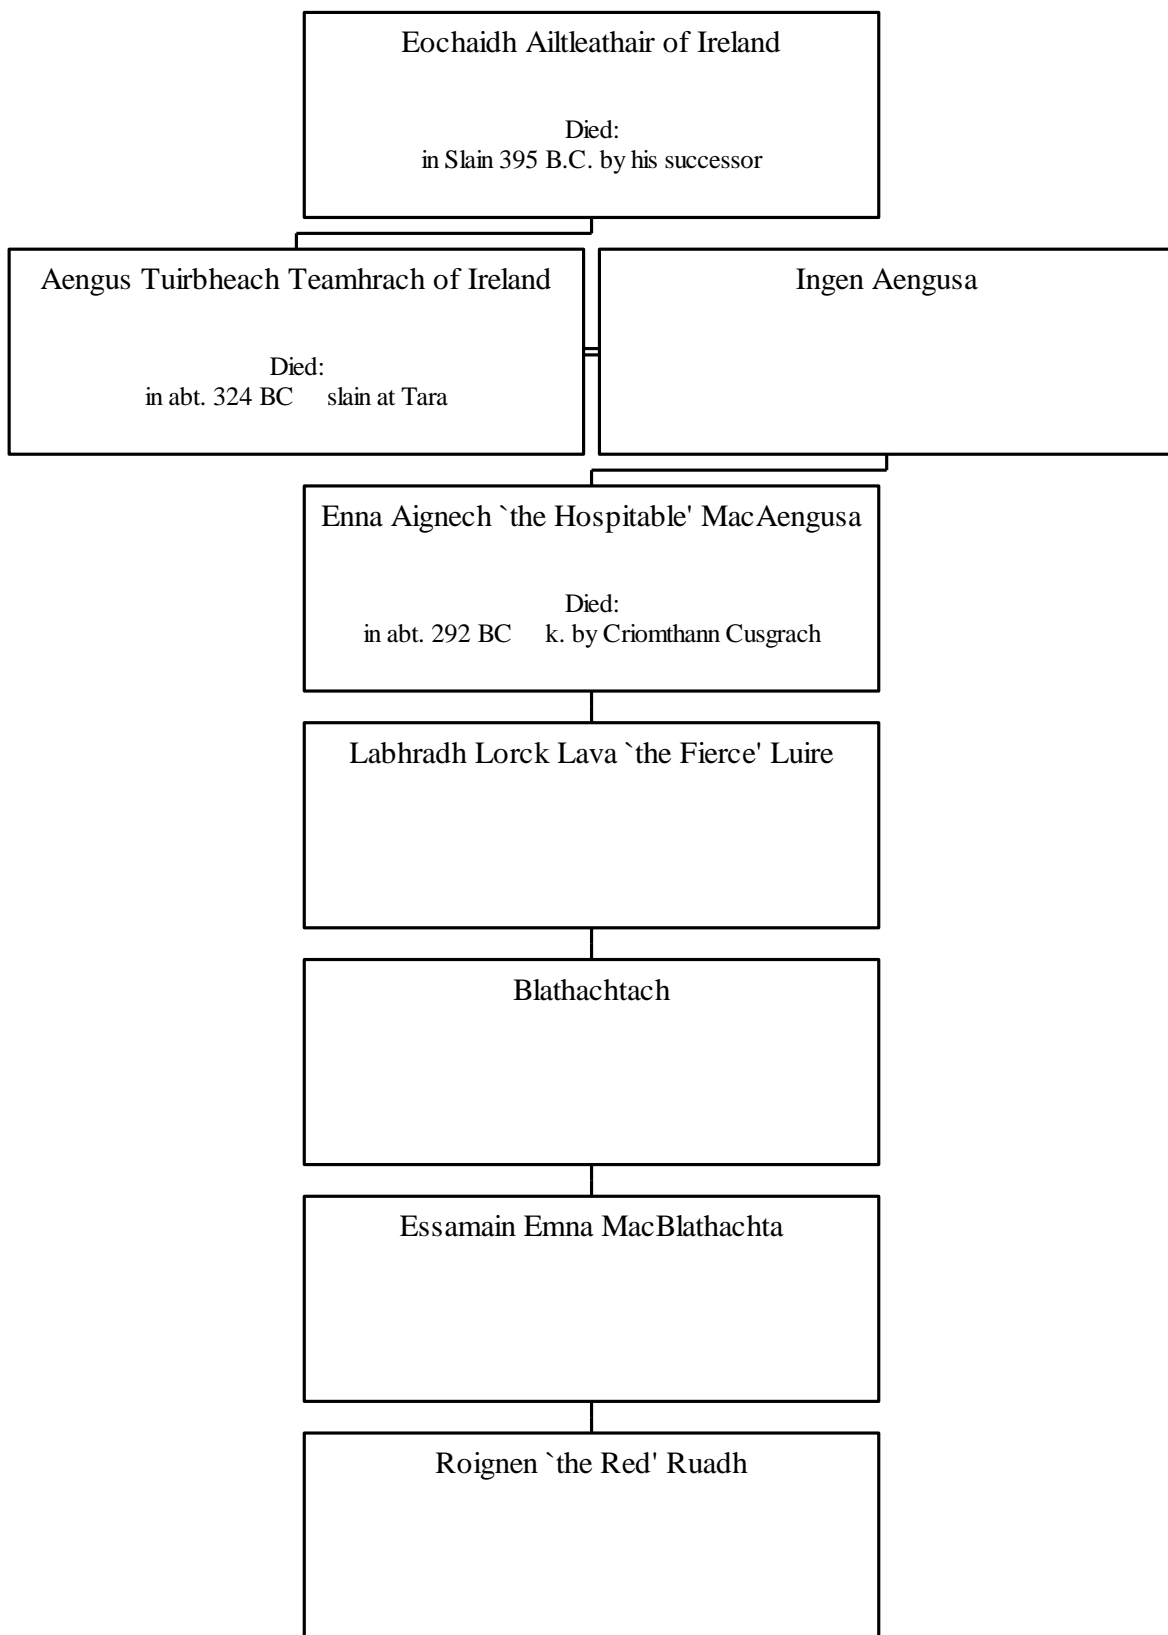 Eochaidh Ailtleathair of Ireland
Died:
in Slain 395 B.C. by his successor
Aengus Tuirbheach Teamhrach of Ireland
Died:
in abt. 324 BC slain at Tara
Ingen Aengusa
Enna Aignech `the Hospitable' MacAengusa
Died:
in abt. 292 BC k. by Criomthann Cusgrach
Labhradh Lorck Lava `the Fierce' Luire
Blathachtach
Essamain Emna MacBlathachta
Roignen `the Red' Ruadh